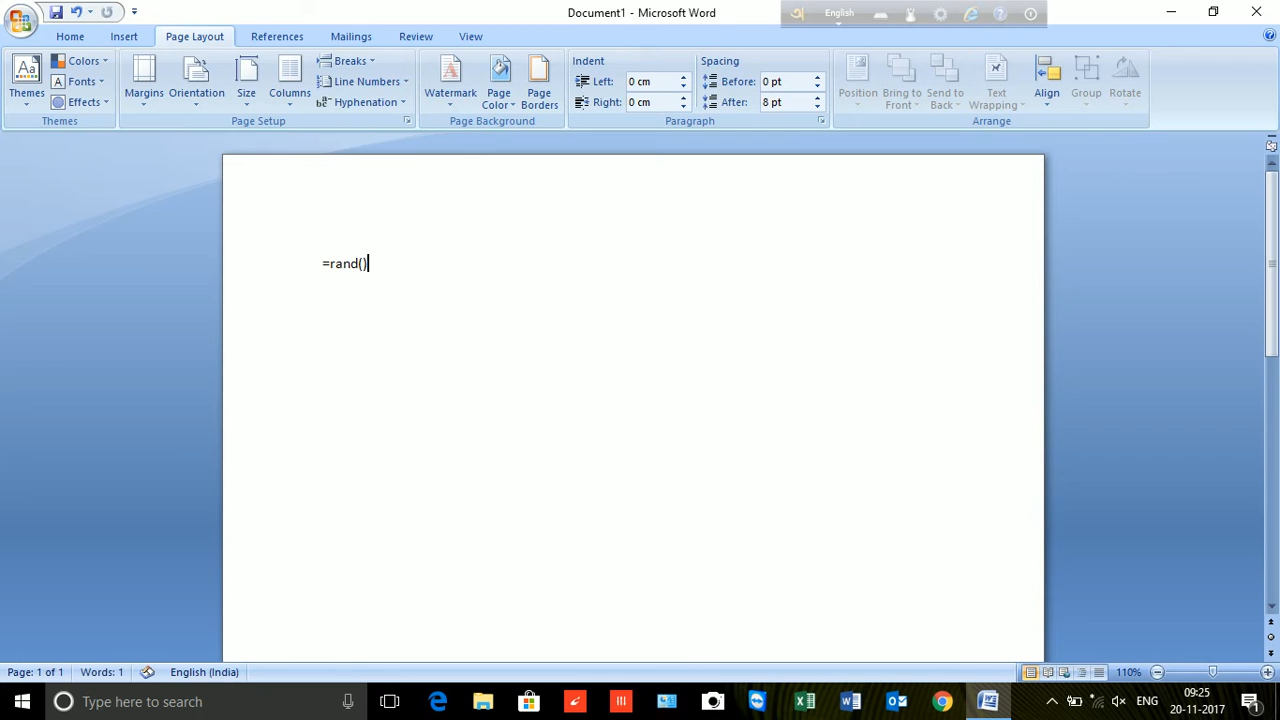 Document1 - Microsoft Word
English
Home Insert Page Layout References Mailings Review View
Themes
Colors
Fonts
Effects
Themes
Margins
Orientation
Size
Columns
Breaks
Line Numbers
Hyphenation
Page Setup
Watermark
Page Color
Page Borders
Page Background
Indent
Left: 0 cm
Right: 0 cm
Spacing
Before: 0 pt
After: 8 pt
Paragraph
Position
Bring to Front
Send to Back
Text Wrapping
Align
Group
Rotate
Arrange
=rand()
Page: 1 of 1 Words: 1 English (India) 110%
Type here to search
ENG
09:25
20-11-2017